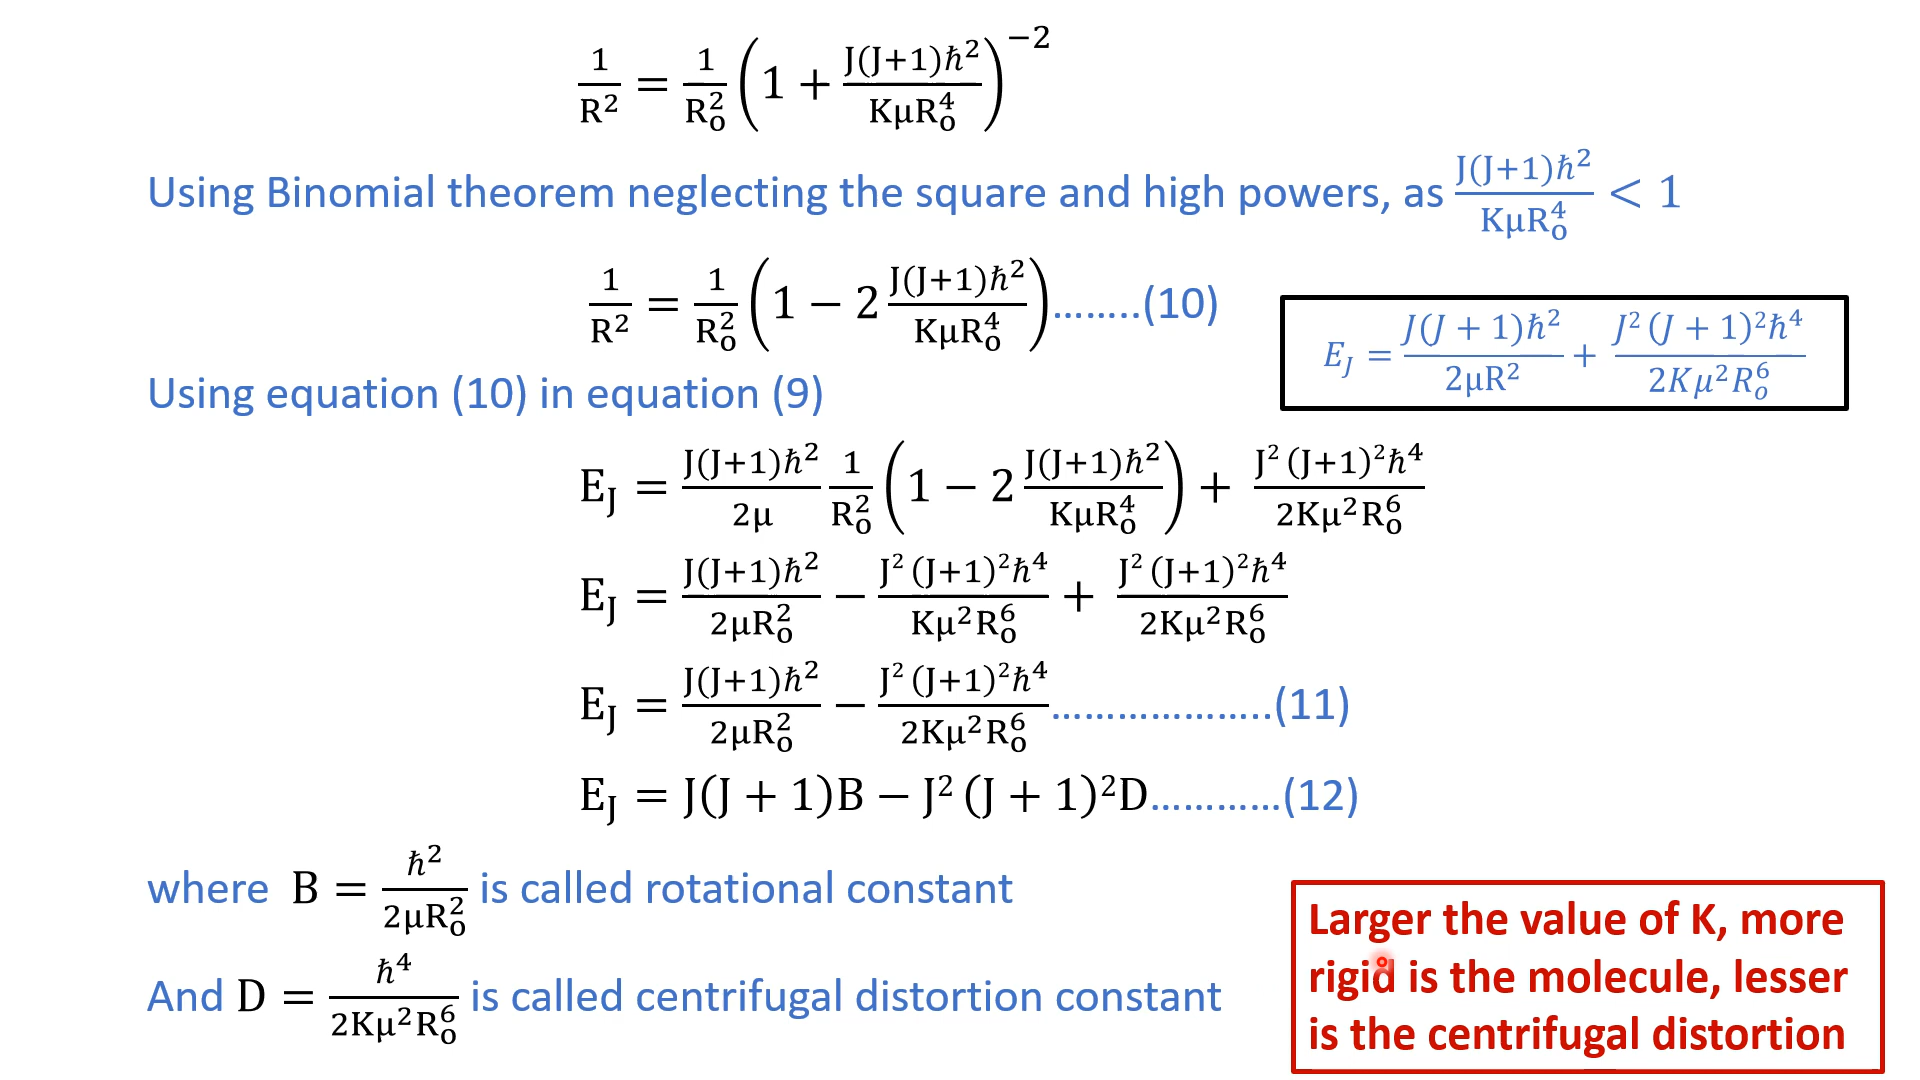 1/R² = 1/R₀² (1 + J(J+1)ℏ²/KμR₀⁴)⁻²
Using Binomial theorem neglecting the square and high powers, as J(J+1)ℏ²/KμR₀⁴ < 1
1/R² = 1/R₀² (1 − 2 J(J+1)ℏ²/KμR₀⁴)........(10)
E_J = J(J + 1)ℏ²/2μR² + J² (J + 1)²ℏ⁴/2Kμ²R₀⁶
Using equation (10) in equation (9)
E_J = J(J+1)ℏ²/2μ 1/R₀² (1 − 2 J(J+1)ℏ²/KμR₀⁴) + J² (J+1)²ℏ⁴/2Kμ²R₀⁶
E_J = J(J+1)ℏ²/2μR₀² − J² (J+1)²ℏ⁴/Kμ²R₀⁶ + J² (J+1)²ℏ⁴/2Kμ²R₀⁶
E_J = J(J+1)ℏ²/2μR₀² − J² (J+1)²ℏ⁴/2Kμ²R₀⁶ ....................(11)
E_J = J(J + 1)B − J² (J + 1)²D............(12)
where B = ℏ²/2μR₀² is called rotational constant
And D = ℏ⁴/2Kμ²R₀⁶ is called centrifugal distortion constant
Larger the value of K, more
rigid is the molecule, lesser
is the centrifugal distortion